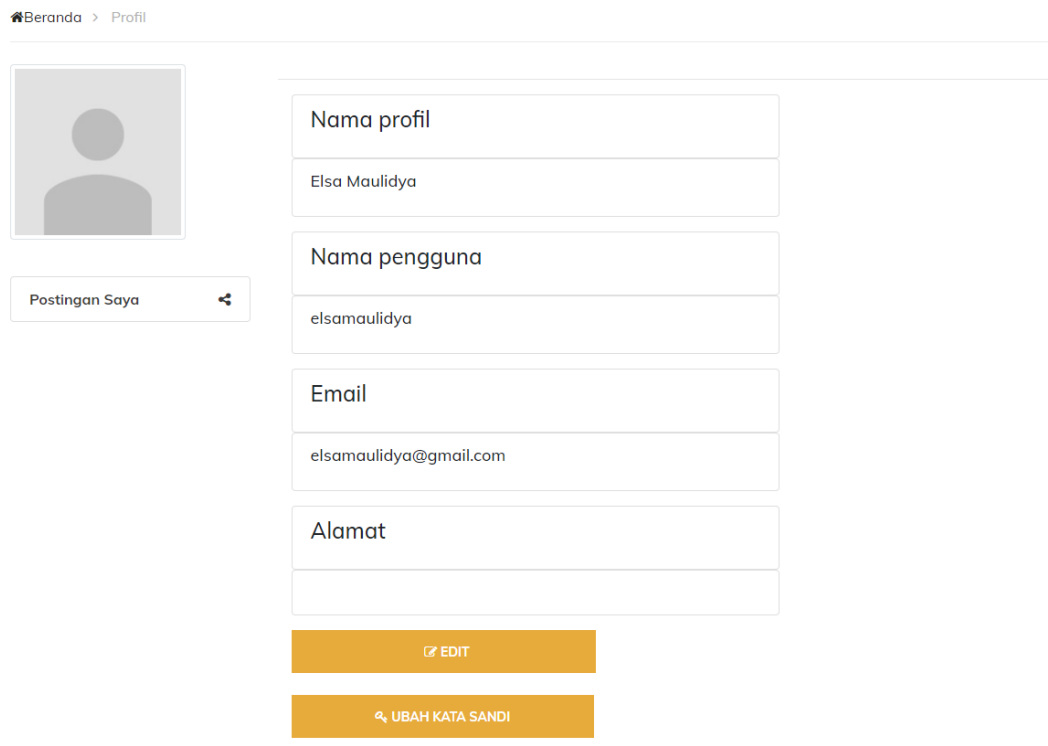 Beranda > Profil
Postingan Saya
Nama profil
Elsa Maulidya
Nama pengguna
elsamaulidya
Email
elsamaulidya@gmail.com
Alamat
EDIT
UBAH KATA SANDI